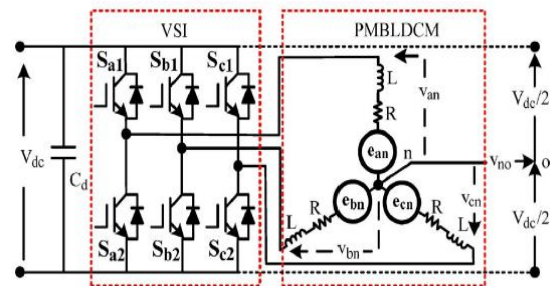 VSI
PMBLDCM
Sa1
Sb1
Sc1
L
R
van
Vdc/2
Vdc
Cd
ean
n
vno
o
ebn
ecn
vcn
L
R
R
L
Vdc/2
Sa2
Sb2
Sc2
vbn